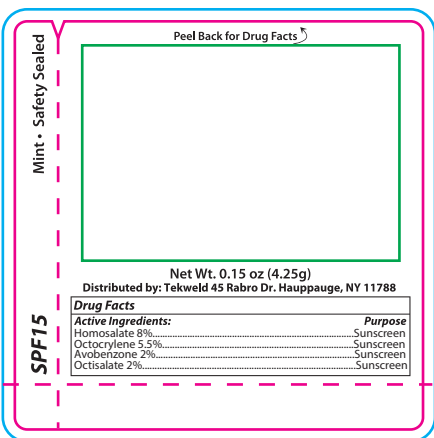 Peel Back for Drug Facts
Mint • Safety Sealed
SPF15
Net Wt. 0.15 oz (4.25g)
Distributed by: Tekweld 45 Rabro Dr. Hauppauge, NY 11788
Drug Facts
Active Ingredients: Purpose
Homosalate 8%......Sunscreen
Octocrylene 5.5%......Sunscreen
Avobenzone 2%......Sunscreen
Octisalate 2%......Sunscreen